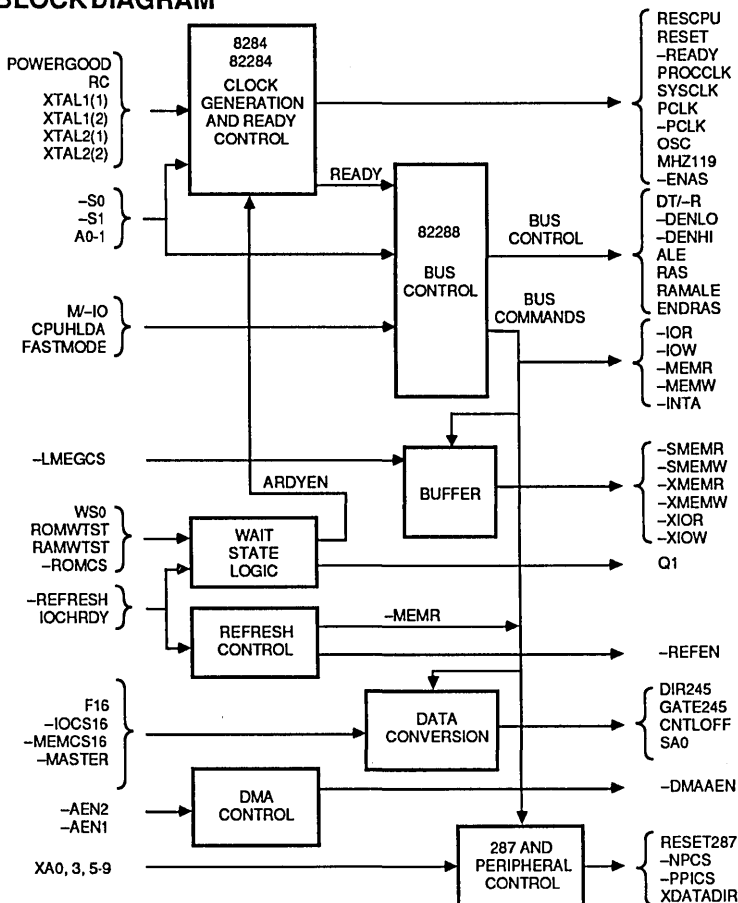 BLOCK DIAGRAM
POWERGOOD
RC
XTAL1(1)
XTAL1(2)
XTAL2(1)
XTAL2(2)
-S0
-S1
A0-1
M/-IO
CPUHLDA
FASTMODE
-LMEGCS
WS0
ROMWTST
RAMWTST
-ROMCS
-REFRESH
IOCHRDY
F16
-IOCS16
-MEMCS16
-MASTER
-AEN2
-AEN1
XA0, 3, 5-9
8284
82284
CLOCK
GENERATION
AND READY
CONTROL
READY
82288
BUS
CONTROL
BUS
CONTROL
BUS
COMMANDS
BUFFER
ARDYEN
WAIT
STATE
LOGIC
REFRESH
CONTROL
-MEMR
DATA
CONVERSION
DMA
CONTROL
287 AND
PERIPHERAL
CONTROL
RESCPU
RESET
-READY
PROCCLK
SYSCLK
PCLK
-PCLK
OSC
MHZ119
-ENAS
DT/-R
-DENLO
-DENHI
ALE
RAS
RAMALE
ENDRAS
-IOR
-IOW
-MEMR
-MEMW
-INTA
-SMEMR
-SMEMW
-XMEMR
-XMEMW
-XIOR
-XIOW
Q1
-REFEN
DIR245
GATE245
CNTLOFF
SA0
-DMAAEN
RESET287
-NPCS
-PPICS
XDATADIR